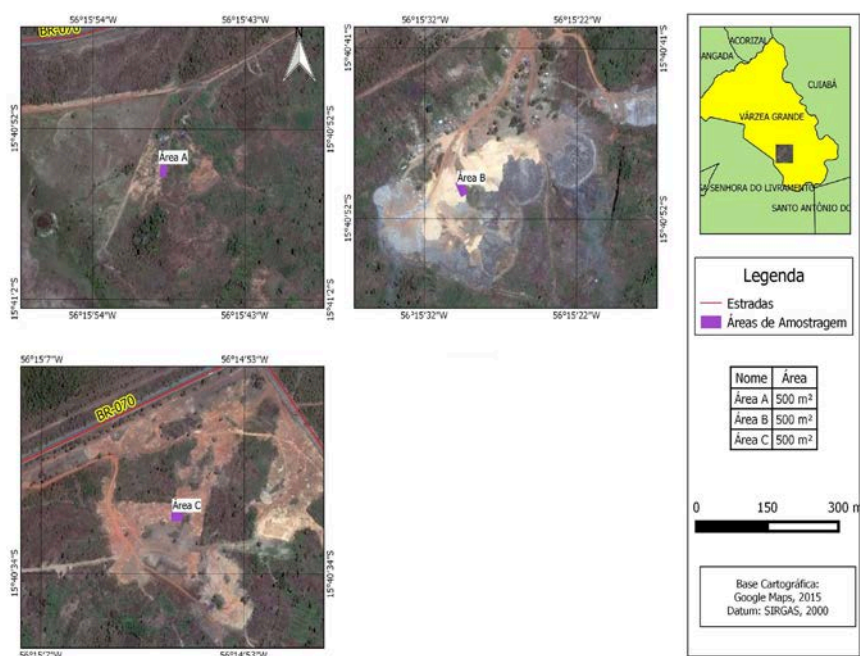 56°15'54"W 56°15'43"W
BR-070
N
15°40'52"S
Área A
15°40'52"S
15°41'2"S
15°41'2"S
56°15'54"W 56°15'43"W
56°15'32"W 56°15'22"W
15°40'41"S
15°40'41"S
Área B
15°40'52"S
15°40'52"S
56°15'32"W 56°15'22"W
56°15'7"W 56°14'53"W
BR-070
Área C
15°40'34"S
15°40'34"S
56°15'7"W 56°14'53"W
ACORIZAL
ANGADA
CUIABÁ
VÁRZEA GRANDE
SENHORA DO LIVRAMENTO
SANTO ANTÔNIO DO
Legenda
Estradas
Áreas de Amostragem
Nome Área
Área A 500 m²
Área B 500 m²
Área C 500 m²
0 150 300 m
Base Cartográfica:
Google Maps, 2015
Datum: SIRGAS, 2000